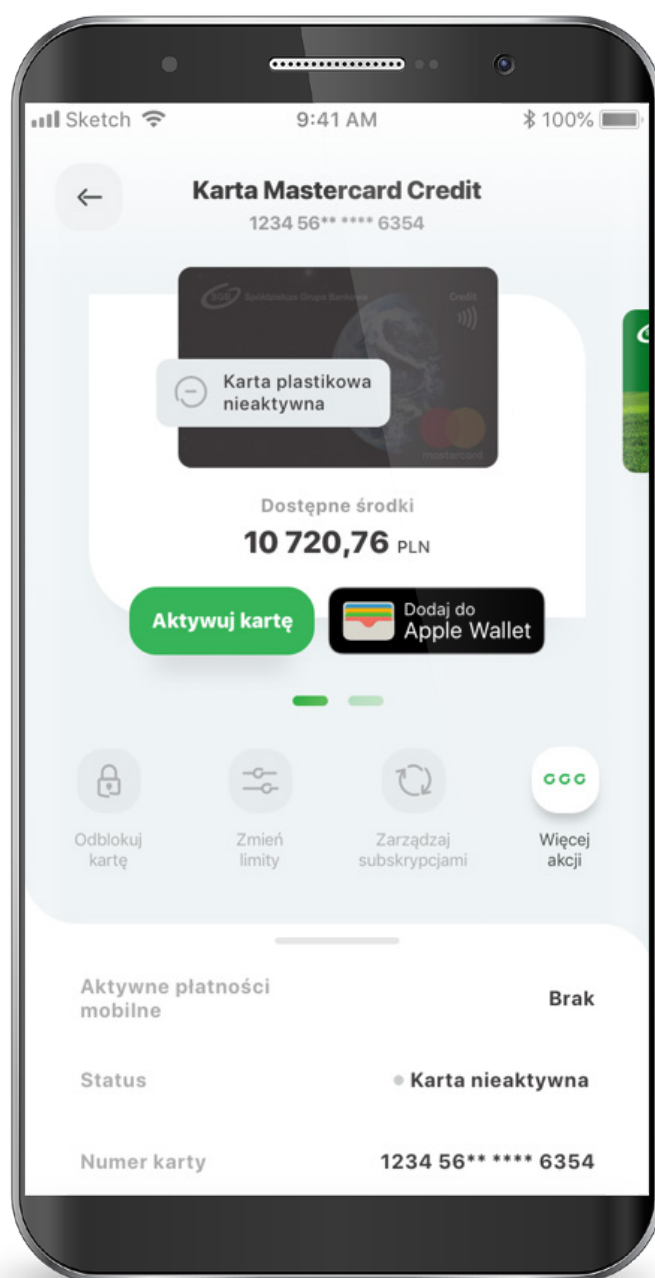 Sketch 9:41 AM 100%
Karta Mastercard Credit
1234 56** **** 6354
SGB Spółdzielcza Grupa Bankowa Credit
Karta plastikowa
nieaktywna
mastercard
Dostępne środki
10 720,76 PLN
Aktywuj kartę
Dodaj do
Apple Wallet
Odblokuj
kartę
Zmień
limity
Zarządzaj
subskrypcjami
Więcej
akcji
Aktywne płatności
mobilne
Brak
Status
Karta nieaktywna
Numer karty
1234 56** **** 6354